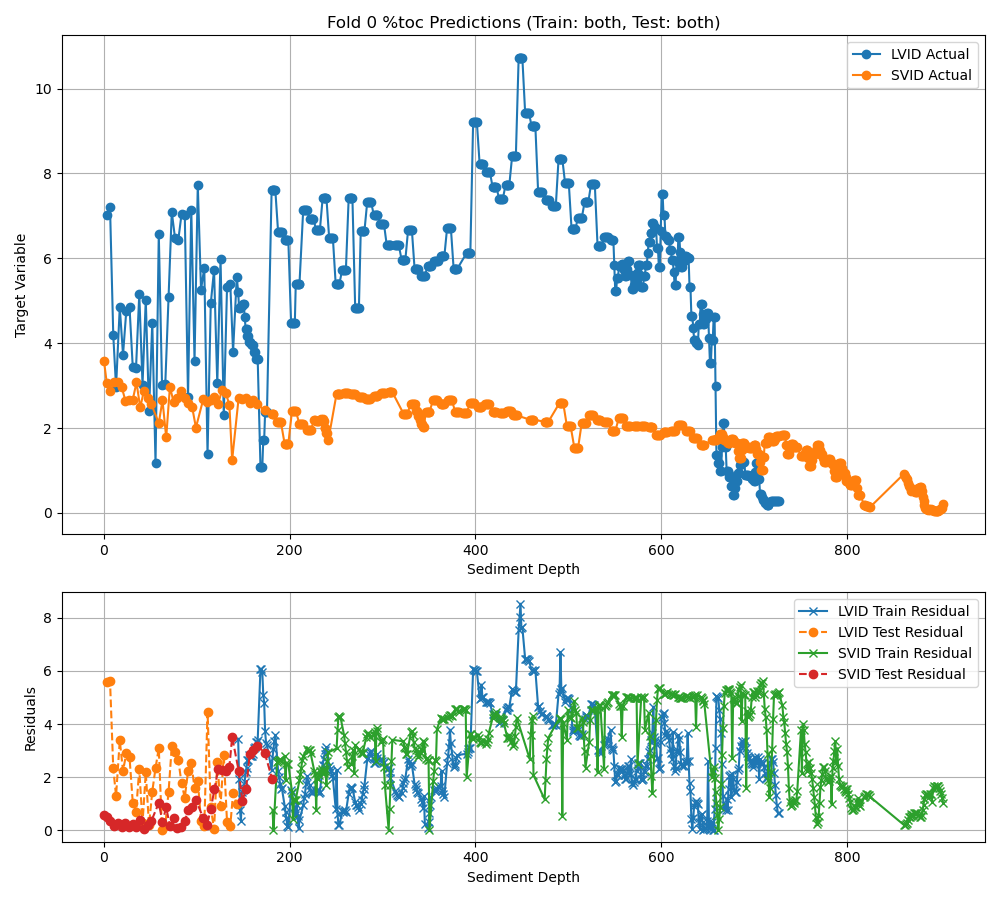 Fold 0 %toc Predictions (Train: both, Test: both)
Target Variable
10
8
6
4
2
0
LVID Actual
SVID Actual
0 200 400 600 800
Sediment Depth
Residuals
8
6
4
2
0
LVID Train Residual
LVID Test Residual
SVID Train Residual
SVID Test Residual
0 200 400 600 800
Sediment Depth